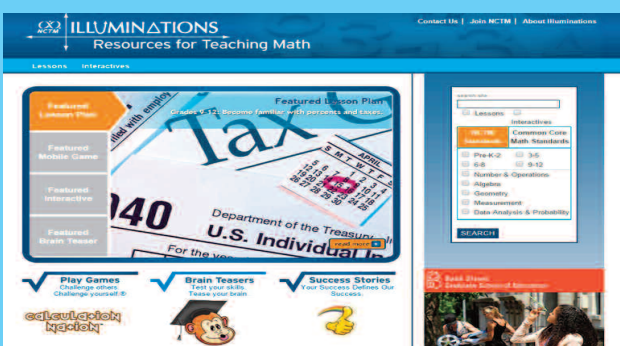 (X)
NCTM
ILLUMINATIONS
Resources for Teaching Math
Contact Us | Join NCTM | About Illuminations
Lessons Interactives
Featured
Lesson Plan
Featured Lesson Plan
Grades 9-12: Become familiar with percents and taxes.
Featured
Mobile Game
Featured
Interactive
Featured
Brain Teaser
filed with employ
Tax
APRIL
S M T W T F S
1040
Department of the Treasury
U.S. Individual In
For the year
read more
Play Games
Challenge others.
Challenge yourself.®
Brain Teasers
Test your skills.
Tease your brain
Success Stories
Your Success Defines Our
Success.
calculation
nation
Lessons
Interactives
NCTM
Standards
Common Core
Math Standards
Pre-K-2 3-5
6-8 9-12
Number & Operations
Algebra
Geometry
Measurement
Data Analysis & Probability
SEARCH